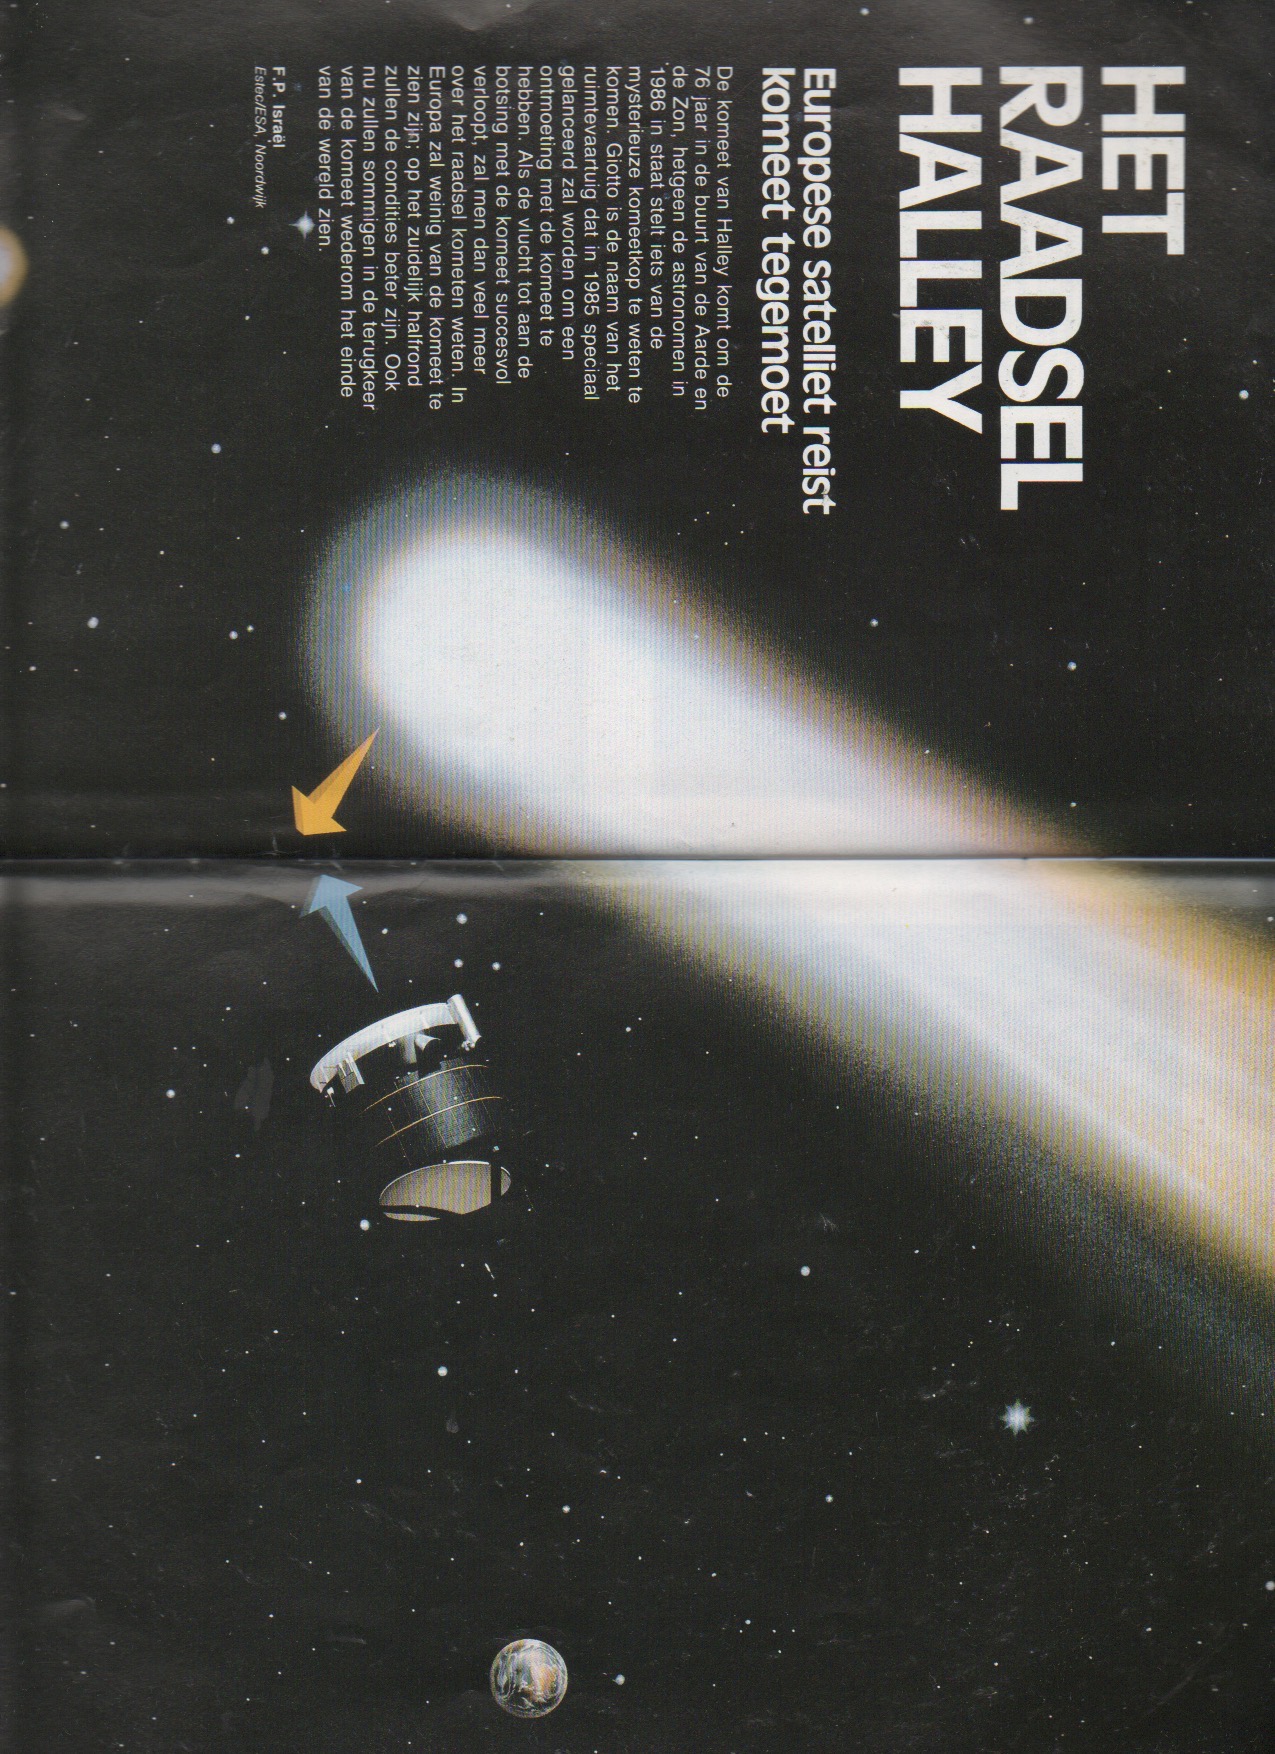 HET
RAADSEL
HALLEY
Europese satelliet reist
komeet tegemoet
De komeet van Halley komt om de
76 jaar in de buurt van de Aarde en
de Zon, hetgeen de astronomen in
1986 in staat stelt iets van de
mysterieuze komeetkop te weten te
komen. Giotto is de naam van het
ruimtevaartuig dat in 1985 speciaal
gelanceerd zal worden om een
ontmoeting met de komeet te
hebben. Als de vlucht tot aan de
botsing met de komeet succesvol
verloopt, zal men dan veel meer
over het raadsel kometen weten. In
Europa zal weinig van de komeet te
zien zijn; op het zuidelijk halfrond
zullen de condities beter zijn. Ook
nu zullen sommigen in de terugkeer
van de komeet wederom het einde
van de wereld zien.
F.P. Israël
Estec/ESA, Noordwijk